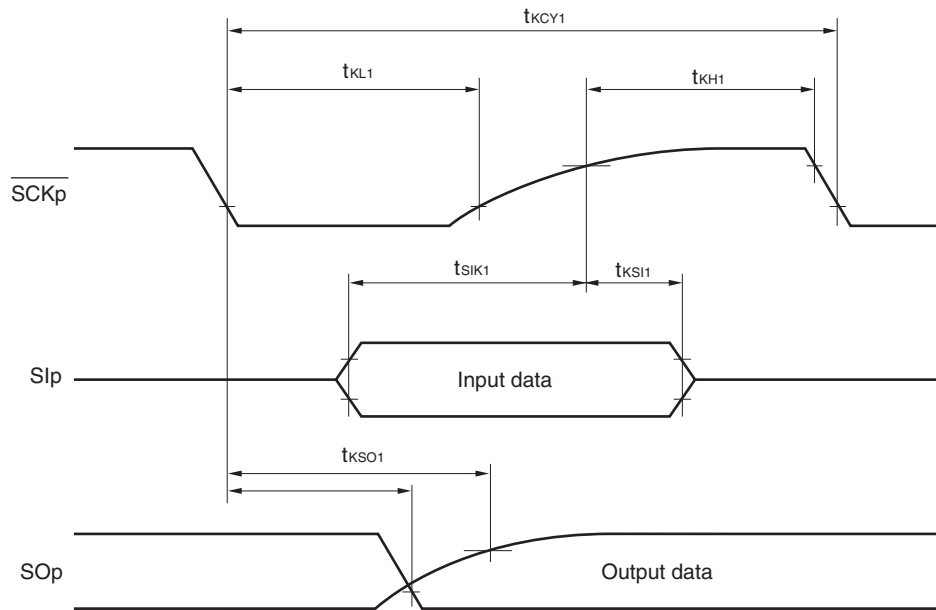 tKCY1
tKL1
tKH1
SCKp
tSIK1
tKSI1
SIp
Input data
tKSO1
SOp
Output data